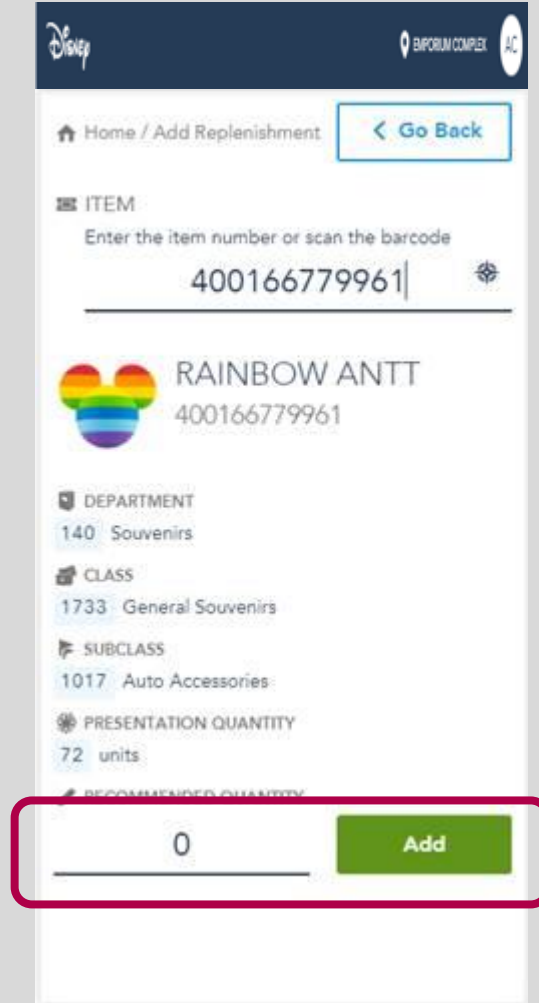 Disney
EMPORIUM COMPLEX AC
Home / Add Replenishment < Go Back
ITEM
Enter the item number or scan the barcode
400166779961
RAINBOW ANTT
400166779961
DEPARTMENT
140 Souvenirs
CLASS
1733 General Souvenirs
SUBCLASS
1017 Auto Accessories
PRESENTATION QUANTITY
72 units
RECOMMENDED QUANTITY
0 Add